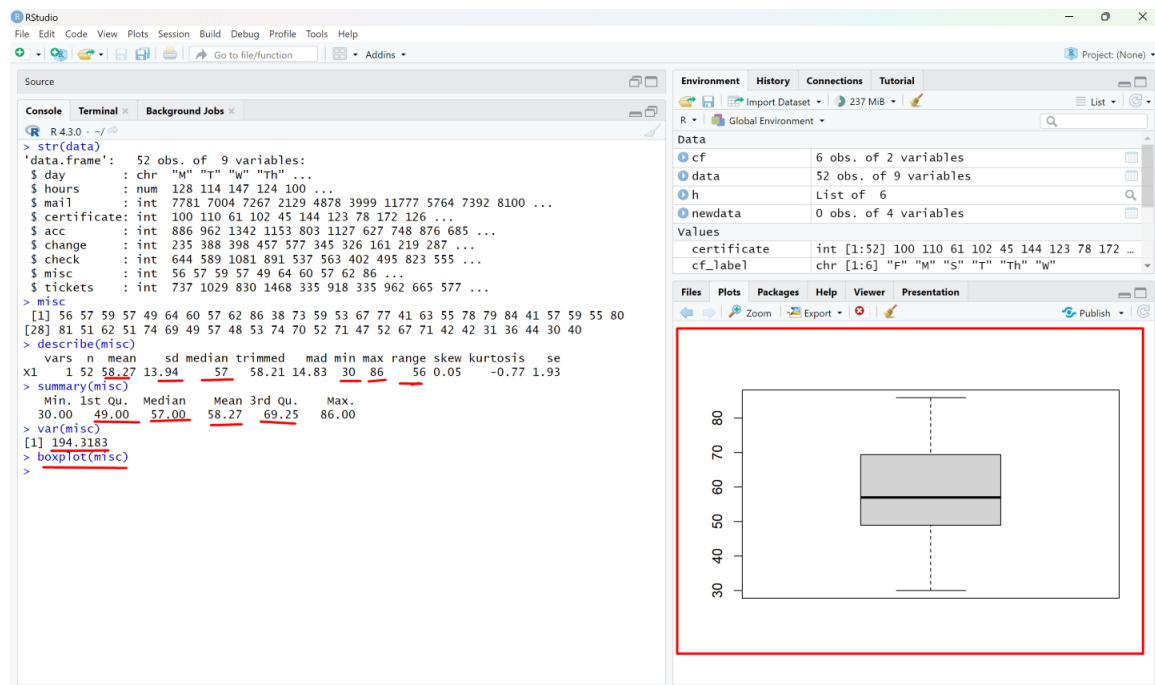 RStudio
File Edit Code View Plots Session Build Debug Profile Tools Help
Go to file/function Addins Project: (None)
Source
Console Terminal Background Jobs
R 4.3.0 · ~/
> str(data)
'data.frame': 52 obs. of 9 variables:
$ day : chr "M" "T" "W" "Th" ...
$ hours : num 128 114 147 124 100 ...
$ mail : int 7781 7004 7267 2129 4878 3999 11777 5764 7392 8100 ...
$ certificate: int 100 110 61 102 45 144 123 78 172 126 ...
$ acc : int 886 962 1342 1153 803 1127 627 748 876 685 ...
$ change : int 235 388 398 457 577 345 326 161 219 287 ...
$ check : int 644 589 1081 891 537 563 402 495 823 555 ...
$ misc : int 56 57 59 57 49 64 60 57 62 86 ...
$ tickets : int 737 1029 830 1468 335 918 335 962 665 577 ...
> misc
[1] 56 57 59 57 49 64 60 57 62 86 38 73 59 53 67 77 41 63 55 78 79 84 41 57 59 55 80
[28] 81 51 62 51 74 69 49 57 48 53 74 70 52 71 47 52 67 71 42 42 31 36 44 30 40
> describe(misc)
vars n mean sd median trimmed mad min max range skew kurtosis se
X1 1 52 58.27 13.94 57 58.21 14.83 30 86 56 0.05 -0.77 1.93
> summary(misc)
Min. 1st Qu. Median Mean 3rd Qu. Max.
30.00 49.00 57.00 58.27 69.25 86.00
> var(misc)
[1] 194.3183
> boxplot(misc)
>
Environment History Connections Tutorial
Import Dataset 237 MiB List
R Global Environment
Data
cf 6 obs. of 2 variables
data 52 obs. of 9 variables
h List of 6
newdata 0 obs. of 4 variables
Values
certificate int [1:52] 100 110 61 102 45 144 123 78 172 …
cf_label chr [1:6] "F" "M" "S" "T" "Th" "W"
Files Plots Packages Help Viewer Presentation
Zoom Export Publish
80
70
60
50
40
30